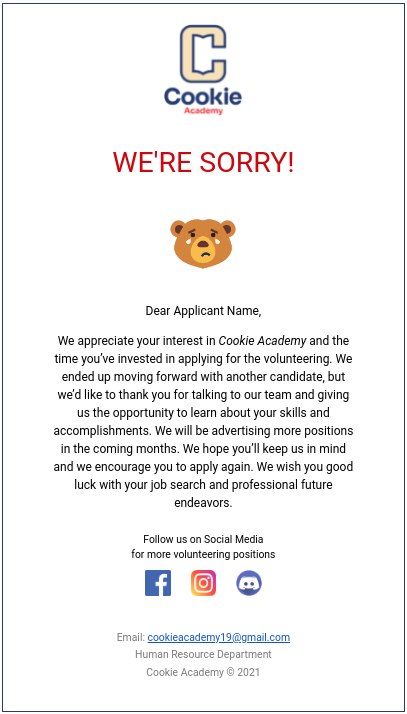 Cookie
Academy
WE'RE SORRY!
Dear Applicant Name,
We appreciate your interest in Cookie Academy and the
time you’ve invested in applying for the volunteering. We
ended up moving forward with another candidate, but
we’d like to thank you for talking to our team and giving
us the opportunity to learn about your skills and
accomplishments. We will be advertising more positions
in the coming months. We hope you’ll keep us in mind
and we encourage you to apply again. We wish you good
luck with your job search and professional future
endeavors.
Follow us on Social Media
for more volunteering positions
Email: cookieacademy19@gmail.com
Human Resource Department
Cookie Academy © 2021